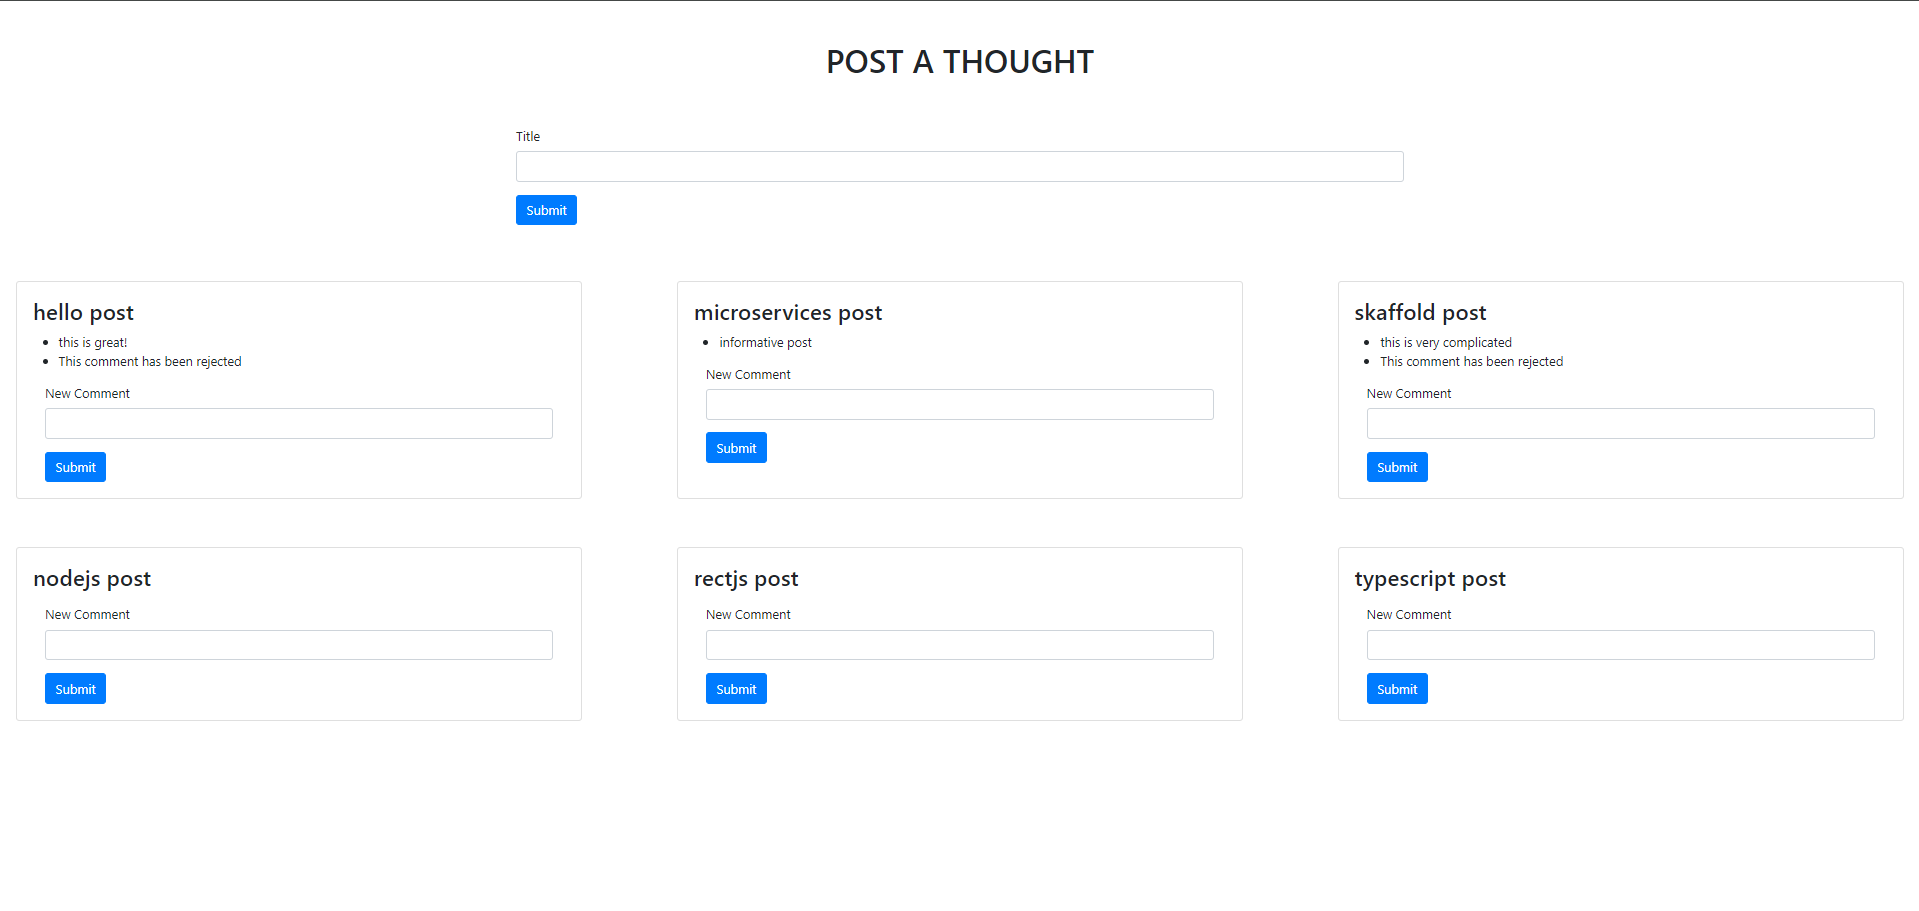 POST A THOUGHT
Title
Submit
hello post
this is great!
This comment has been rejected
New Comment
Submit
microservices post
informative post
New Comment
Submit
skaffold post
this is very complicated
This comment has been rejected
New Comment
Submit
nodejs post
New Comment
Submit
rectjs post
New Comment
Submit
typescript post
New Comment
Submit